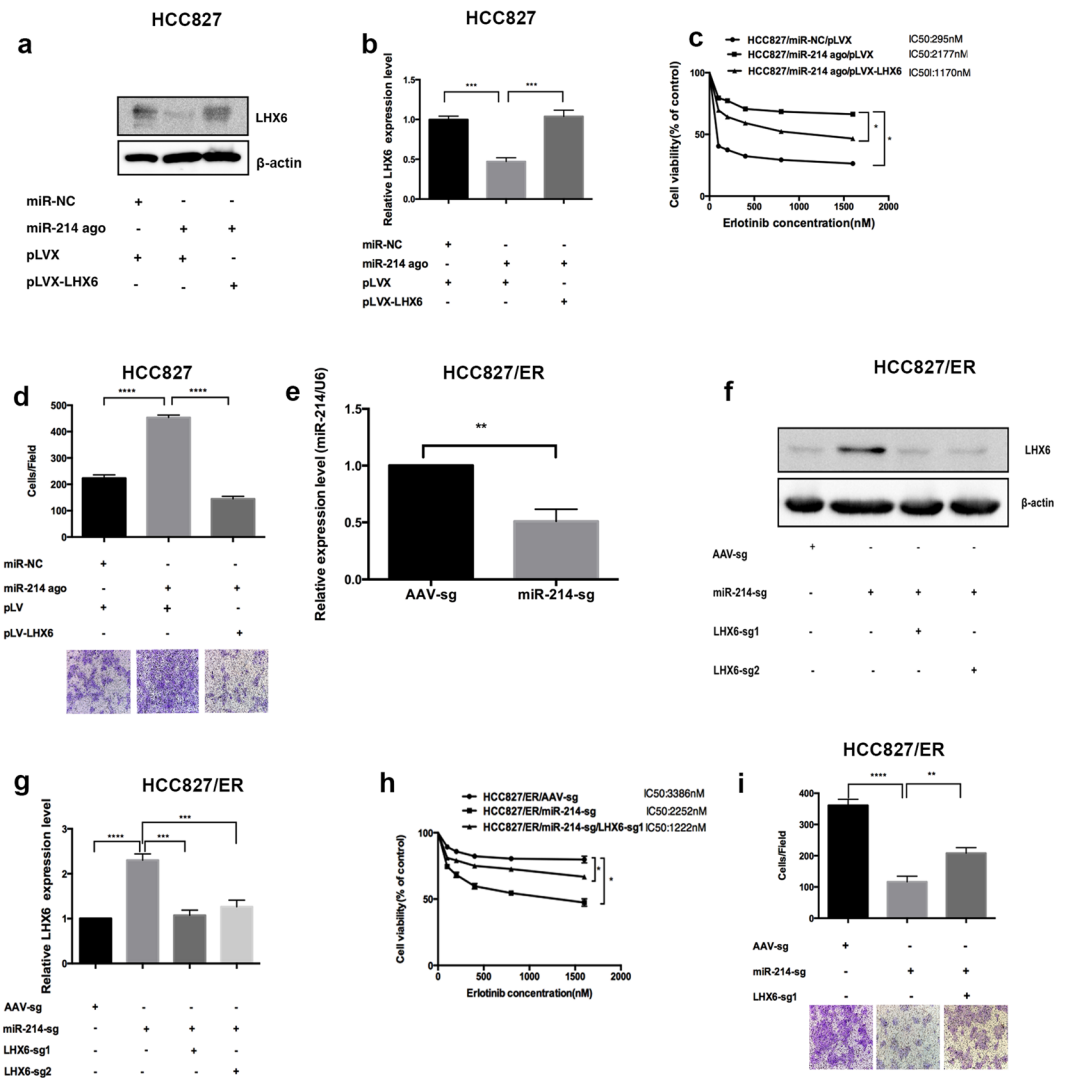 HCC827
a
LHX6
β-actin
miR-NC + - -
miR-214 ago - + +
pLVX + + -
pLVX-LHX6 - - +
HCC827
b
Relative LHX6 expression level
1.5
1.0
0.5
0.0
*** ***
miR-NC + - -
miR-214 ago - + +
pLVX + + -
pLVX-LHX6 - - +
c
HCC827/miR-NC/pLVX IC50:295nM
HCC827/miR-214 ago/pLVX IC50:2177nM
HCC827/miR-214 ago/pLVX-LHX6 IC50I:1170nM
Cell viability(% of control)
100
50
0
0 500 1000 1500 2000
Erlotinib concentration(nM)
* *
HCC827
d
Cells/Field
500
400
300
200
100
0
**** ****
miR-NC + - -
miR-214 ago - + +
pLV + + -
pLV-LHX6 - - +
HCC827/ER
e
Relative expression level (miR-214/U6)
1.5
1.0
0.5
0.0
**
AAV-sg miR-214-sg
HCC827/ER
f
LHX6
β-actin
AAV-sg + - - -
miR-214-sg - + + +
LHX6-sg1 - - + -
LHX6-sg2 - - - +
HCC827/ER
g
Relative LHX6 expression level
3
2
1
0
**** *** ***
AAV-sg + - - -
miR-214-sg - + + +
LHX6-sg1 - - + -
LHX6-sg2 - - - +
h
HCC827/ER/AAV-sg IC50:3386nM
HCC827/ER/miR-214-sg IC50:2252nM
HCC827/ER/miR-214-sg/LHX6-sg1 IC50:1222nM
Cell viability(% of control)
100
50
0
0 500 1000 1500 2000
Erlotinib concentration(nM)
* *
HCC827/ER
i
Cells/Field
400
300
200
100
0
**** **
AAV-sg + - -
miR-214-sg - + +
LHX6-sg1 - - +